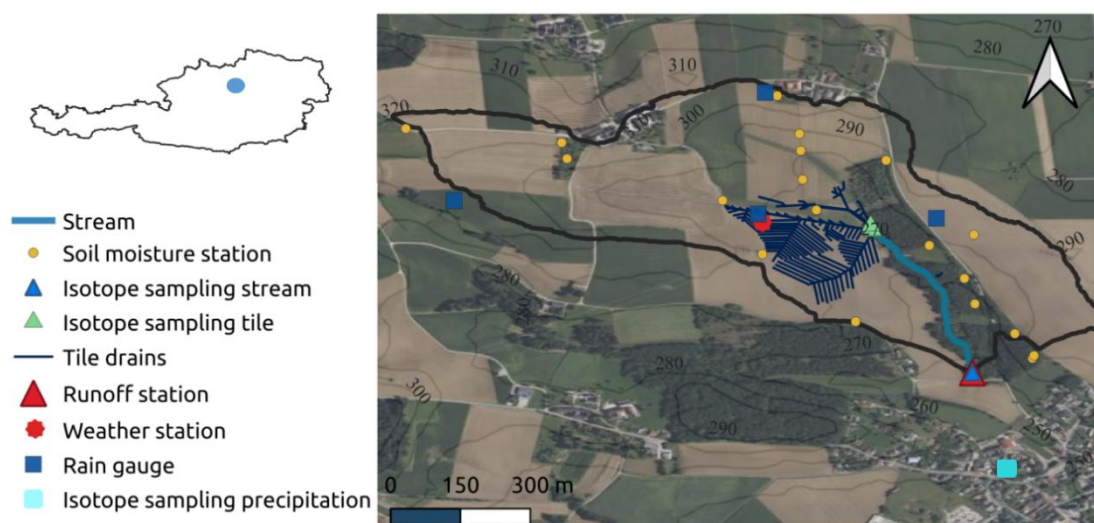 Stream
Soil moisture station
Isotope sampling stream
Isotope sampling tile
Tile drains
Runoff station
Weather station
Rain gauge
Isotope sampling precipitation
270
280
310
310
320
300
290
280
290
280
280
270
280
300
260
290
250
0 150 300 m